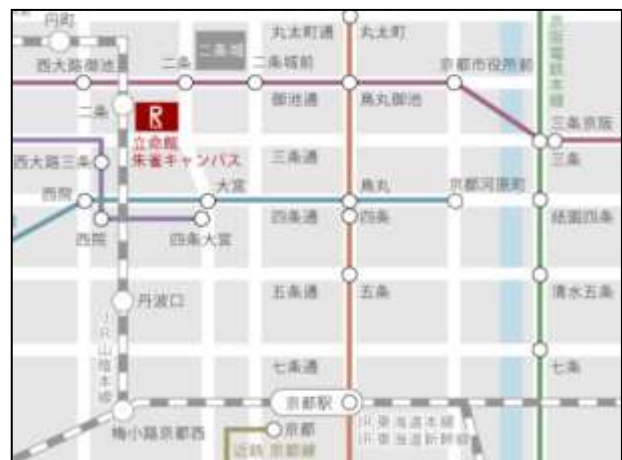 円町
丸太町通
丸太町
京阪電鉄本線
西大路御池
二条
二条城
二条城前
京都市役所前
二条
御池通
烏丸御池
R
立命館
朱雀キャンパス
三条京阪
三条
三条通
西大路三条
西院
大宮
烏丸
京都河原町
西院
四条大宮
四条通
四条
祇園四条
丹波口
五条通
五条
清水五条
JR山陰本線
七条通
七条
京都駅
梅小路京都西
京都
近鉄京都線
JR東海道本線
JR東海道新幹線